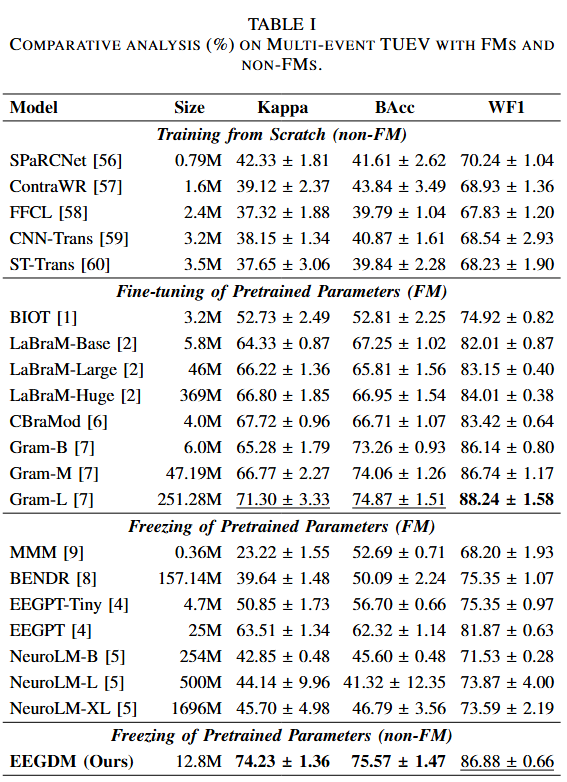 TABLE I
COMPARATIVE ANALYSIS (%) ON MULTI-EVENT TUEV WITH FMS AND
NON-FMS.
Model Size Kappa BAcc WF1
Training from Scratch (non-FM)
SPaRCNet [56] 0.79M 42.33 ± 1.81 41.61 ± 2.62 70.24 ± 1.04
ContraWR [57] 1.6M 39.12 ± 2.37 43.84 ± 3.49 68.93 ± 1.36
FFCL [58] 2.4M 37.32 ± 1.88 39.79 ± 1.04 67.83 ± 1.20
CNN-Trans [59] 3.2M 38.15 ± 1.34 40.87 ± 1.61 68.54 ± 2.93
ST-Trans [60] 3.5M 37.65 ± 3.06 39.84 ± 2.28 68.23 ± 1.90
Fine-tuning of Pretrained Parameters (FM)
BIOT [1] 3.2M 52.73 ± 2.49 52.81 ± 2.25 74.92 ± 0.82
LaBraM-Base [2] 5.8M 64.33 ± 0.87 67.25 ± 1.02 82.01 ± 0.87
LaBraM-Large [2] 46M 66.22 ± 1.36 65.81 ± 1.56 83.15 ± 0.40
LaBraM-Huge [2] 369M 66.80 ± 1.85 66.95 ± 1.54 84.01 ± 0.38
CBraMod [6] 4.0M 67.72 ± 0.96 66.71 ± 1.07 83.42 ± 0.64
Gram-B [7] 6.0M 65.28 ± 1.79 73.26 ± 0.93 86.14 ± 0.80
Gram-M [7] 47.19M 66.77 ± 2.27 74.06 ± 1.26 86.74 ± 1.17
Gram-L [7] 251.28M 71.30 ± 3.33 74.87 ± 1.51 88.24 ± 1.58
Freezing of Pretrained Parameters (FM)
MMM [9] 0.36M 23.22 ± 1.55 52.69 ± 0.71 68.20 ± 1.93
BENDR [8] 157.14M 39.64 ± 1.48 50.09 ± 2.24 75.35 ± 1.07
EEGPT-Tiny [4] 4.7M 50.85 ± 1.73 56.70 ± 0.66 75.35 ± 0.97
EEGPT [4] 25M 63.51 ± 1.34 62.32 ± 1.14 81.87 ± 0.63
NeuroLM-B [5] 254M 42.85 ± 0.48 45.60 ± 0.48 71.53 ± 0.28
NeuroLM-L [5] 500M 44.14 ± 9.96 41.32 ± 12.35 73.87 ± 4.00
NeuroLM-XL [5] 1696M 45.70 ± 4.98 46.79 ± 3.56 73.59 ± 2.19
Freezing of Pretrained Parameters (non-FM)
EEGDM (Ours) 12.8M 74.23 ± 1.36 75.57 ± 1.47 86.88 ± 0.66